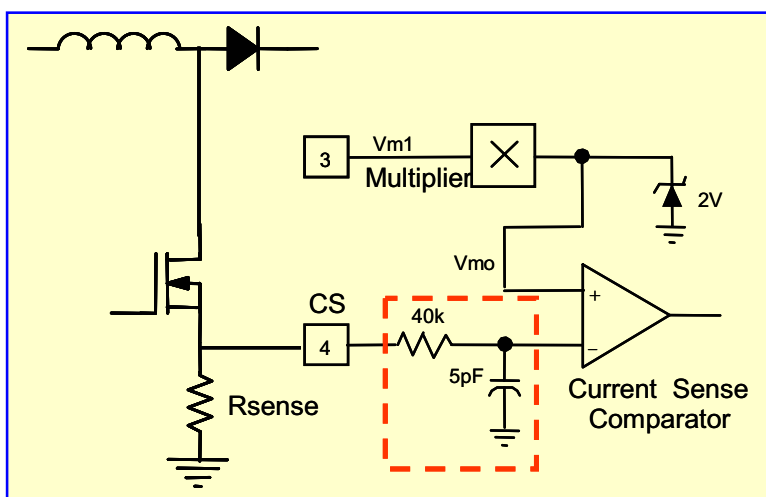 3
Vm1
Multiplier
2V
Vmo
+
CS
4
40k
−
5pF
Rsense
Current Sense
Comparator